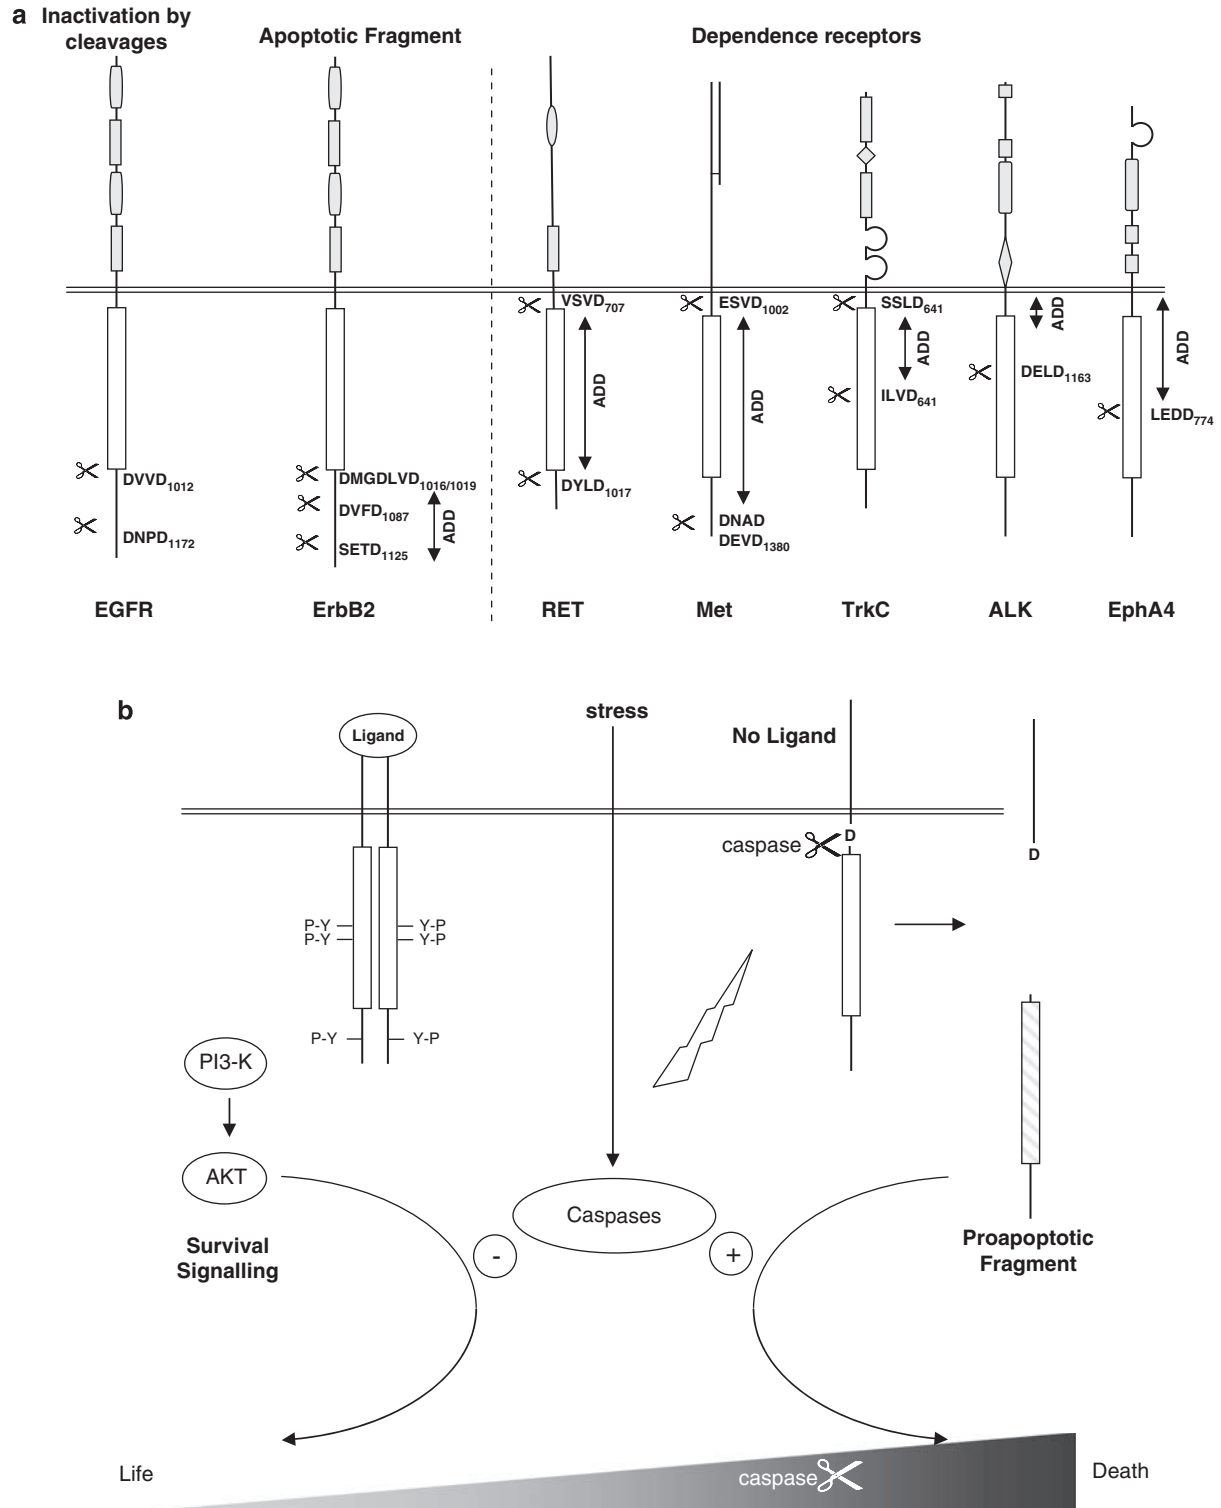 a
Inactivation by
cleavages
Apoptotic Fragment
Dependence receptors
VSVD707
ESVD1002
SSLD641
ADD
ADD
ADD
ADD
ADD
DELD1163
ILVD641
LEDD774
DVVD1012
DNPD1172
DMGDLVD1016/1019
DVFD1087
ADD
SETD1125
DYLD1017
DNAD
DEVD1380
EGFR
ErbB2
RET
Met
TrkC
ALK
EphA4
b
Ligand
stress
No Ligand
caspase
D
D
P-Y
Y-P
P-Y
Y-P
P-Y
Y-P
PI3-K
AKT
Survival
Signalling
Caspases
-
+
Proapoptotic
Fragment
Life
caspase
Death